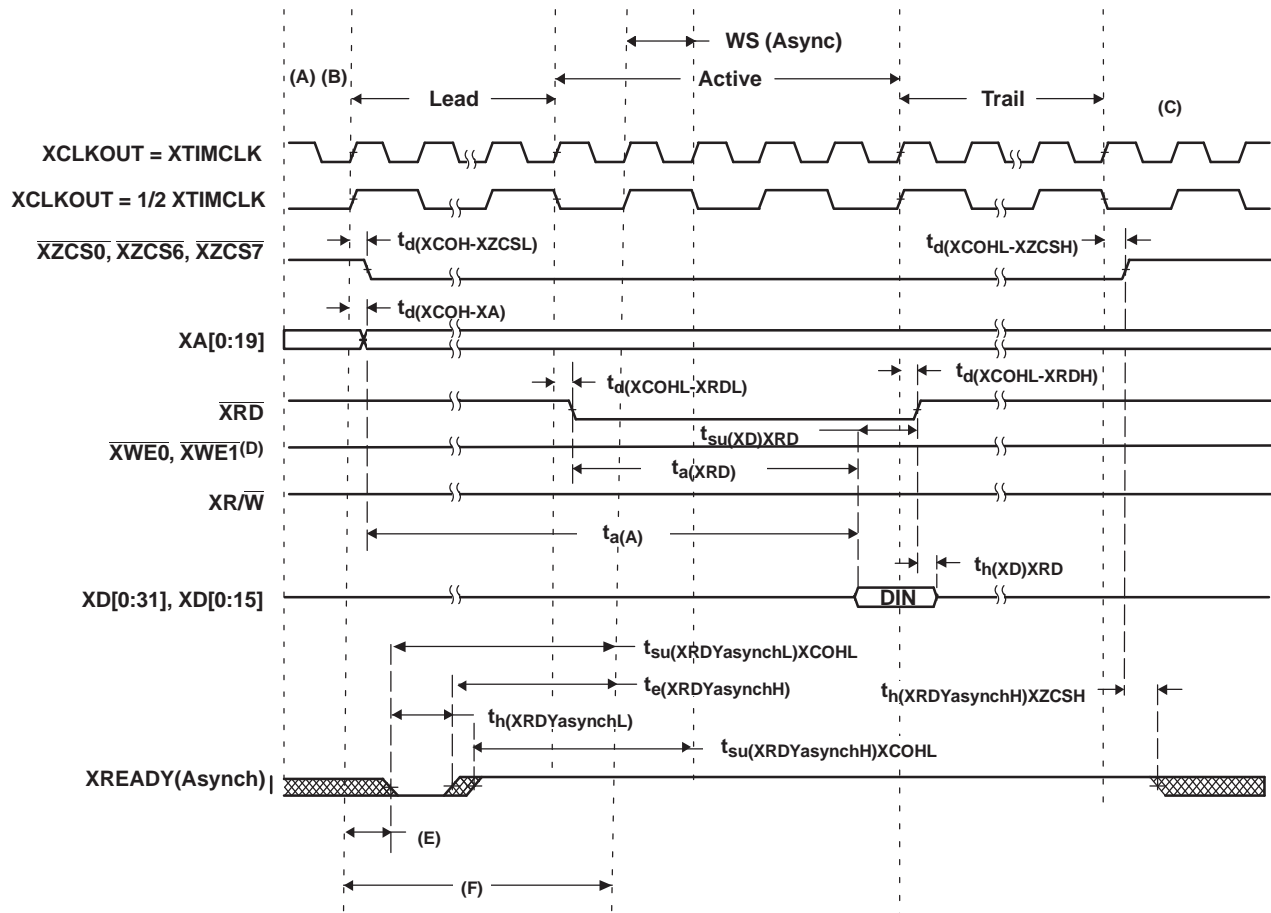 WS (Async)
(A) (B)
Active
Lead
Trail
(C)
XCLKOUT = XTIMCLK
XCLKOUT = 1/2 XTIMCLK
td(XCOH-XZCSL)
td(XCOHL-XZCSH)
XZCS0, XZCS6, XZCS7
td(XCOH-XA)
XA[0:19]
td(XCOHL-XRDL)
td(XCOHL-XRDH)
XRD
tsu(XD)XRD
XWE0, XWE1(D)
ta(XRD)
XR/W
ta(A)
th(XD)XRD
XD[0:31], XD[0:15]
DIN
tsu(XRDYasynchL)XCOHL
te(XRDYasynchH)
th(XRDYasynchH)XZCSH
th(XRDYasynchL)
tsu(XRDYasynchH)XCOHL
XREADY(Asynch)
(E)
(F)